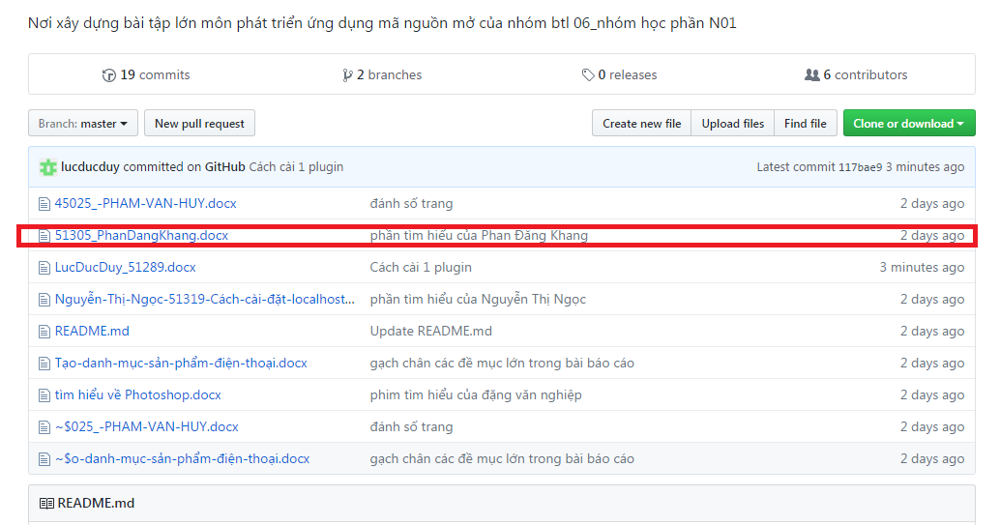 Nơi xây dựng bài tập lớn môn phát triển ứng dụng mã nguồn mở của nhóm btl 06_nhóm học phần N01
19 commits 2 branches 0 releases 6 contributors
Branch: master New pull request Create new file Upload files Find file Clone or download
lucducduy committed on GitHub Cách cài 1 plugin Latest commit 117bae9 3 minutes ago
45025_-PHAM-VAN-HUY.docx đánh số trang 2 days ago
51305_PhanDangKhang.docx phần tìm hiểu của Phan Đăng Khang 2 days ago
LucDucDuy_51289.docx Cách cài 1 plugin 3 minutes ago
Nguyễn-Thị-Ngọc-51319-Cách-cài-đặt-localhost... phần tìm hiểu của Nguyễn Thị Ngọc 2 days ago
README.md Update README.md 2 days ago
Tạo-danh-mục-sản-phẩm-điện-thoại.docx gạch chân các đề mục lớn trong bài báo cáo 2 days ago
tìm hiểu về Photoshop.docx phim tìm hiểu của đặng văn nghiệp 2 days ago
~$025_-PHAM-VAN-HUY.docx đánh số trang 2 days ago
~$o-danh-mục-sản-phẩm-điện-thoại.docx gạch chân các đề mục lớn trong bài báo cáo 2 days ago
README.md